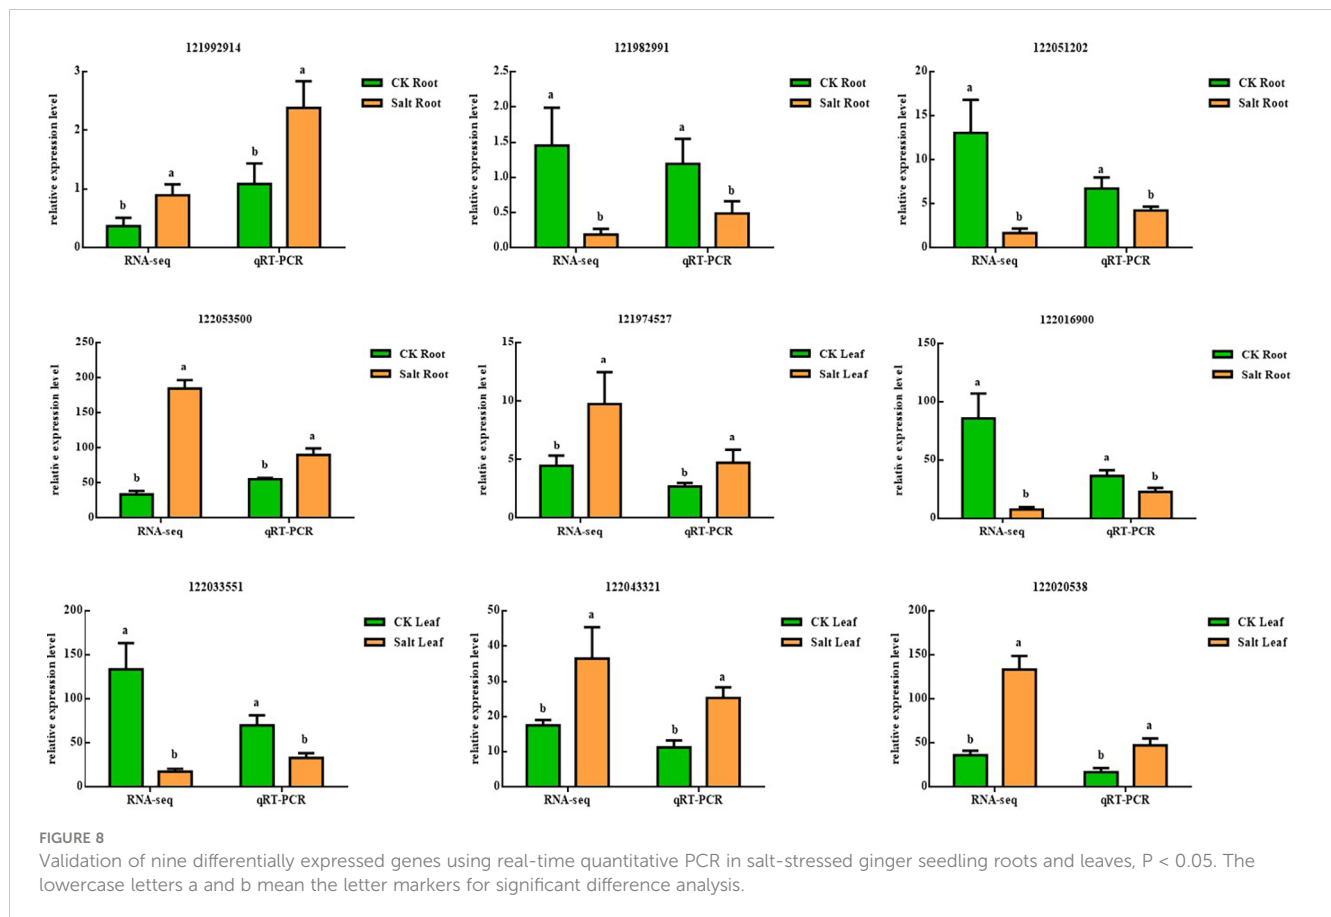 121992914
3
2
1
0
relative expression level
b
a
b
a
RNA-seq
qRT-PCR
CK Root
Salt Root
121982991
2.5
2.0
1.5
1.0
0.5
0.0
relative expression level
a
b
a
b
RNA-seq
qRT-PCR
CK Root
Salt Root
122051202
20
15
10
5
0
relative expression level
a
b
a
b
RNA-seq
qRT-PCR
CK Root
Salt Root
122053500
250
200
150
100
50
0
relative expression level
b
a
b
a
RNA-seq
qRT-PCR
CK Root
Salt Root
121974527
15
10
5
0
relative expression level
b
a
b
a
RNA-seq
qRT-PCR
CK Leaf
Salt Leaf
122016900
150
100
50
0
relative expression level
a
b
a
b
RNA-seq
qRT-PCR
CK Root
Salt Root
122033551
200
150
100
50
0
relative expression level
a
b
a
b
RNA-seq
qRT-PCR
CK Leaf
Salt Leaf
122043321
50
40
30
20
10
0
relative expression level
b
a
b
a
RNA-seq
qRT-PCR
CK Leaf
Salt Leaf
122020538
200
150
100
50
0
relative expression level
b
a
b
a
RNA-seq
qRT-PCR
CK Leaf
Salt Leaf
FIGURE 8
Validation of nine differentially expressed genes using real-time quantitative PCR in salt-stressed ginger seedling roots and leaves, P < 0.05. The
lowercase letters a and b mean the letter markers for significant difference analysis.